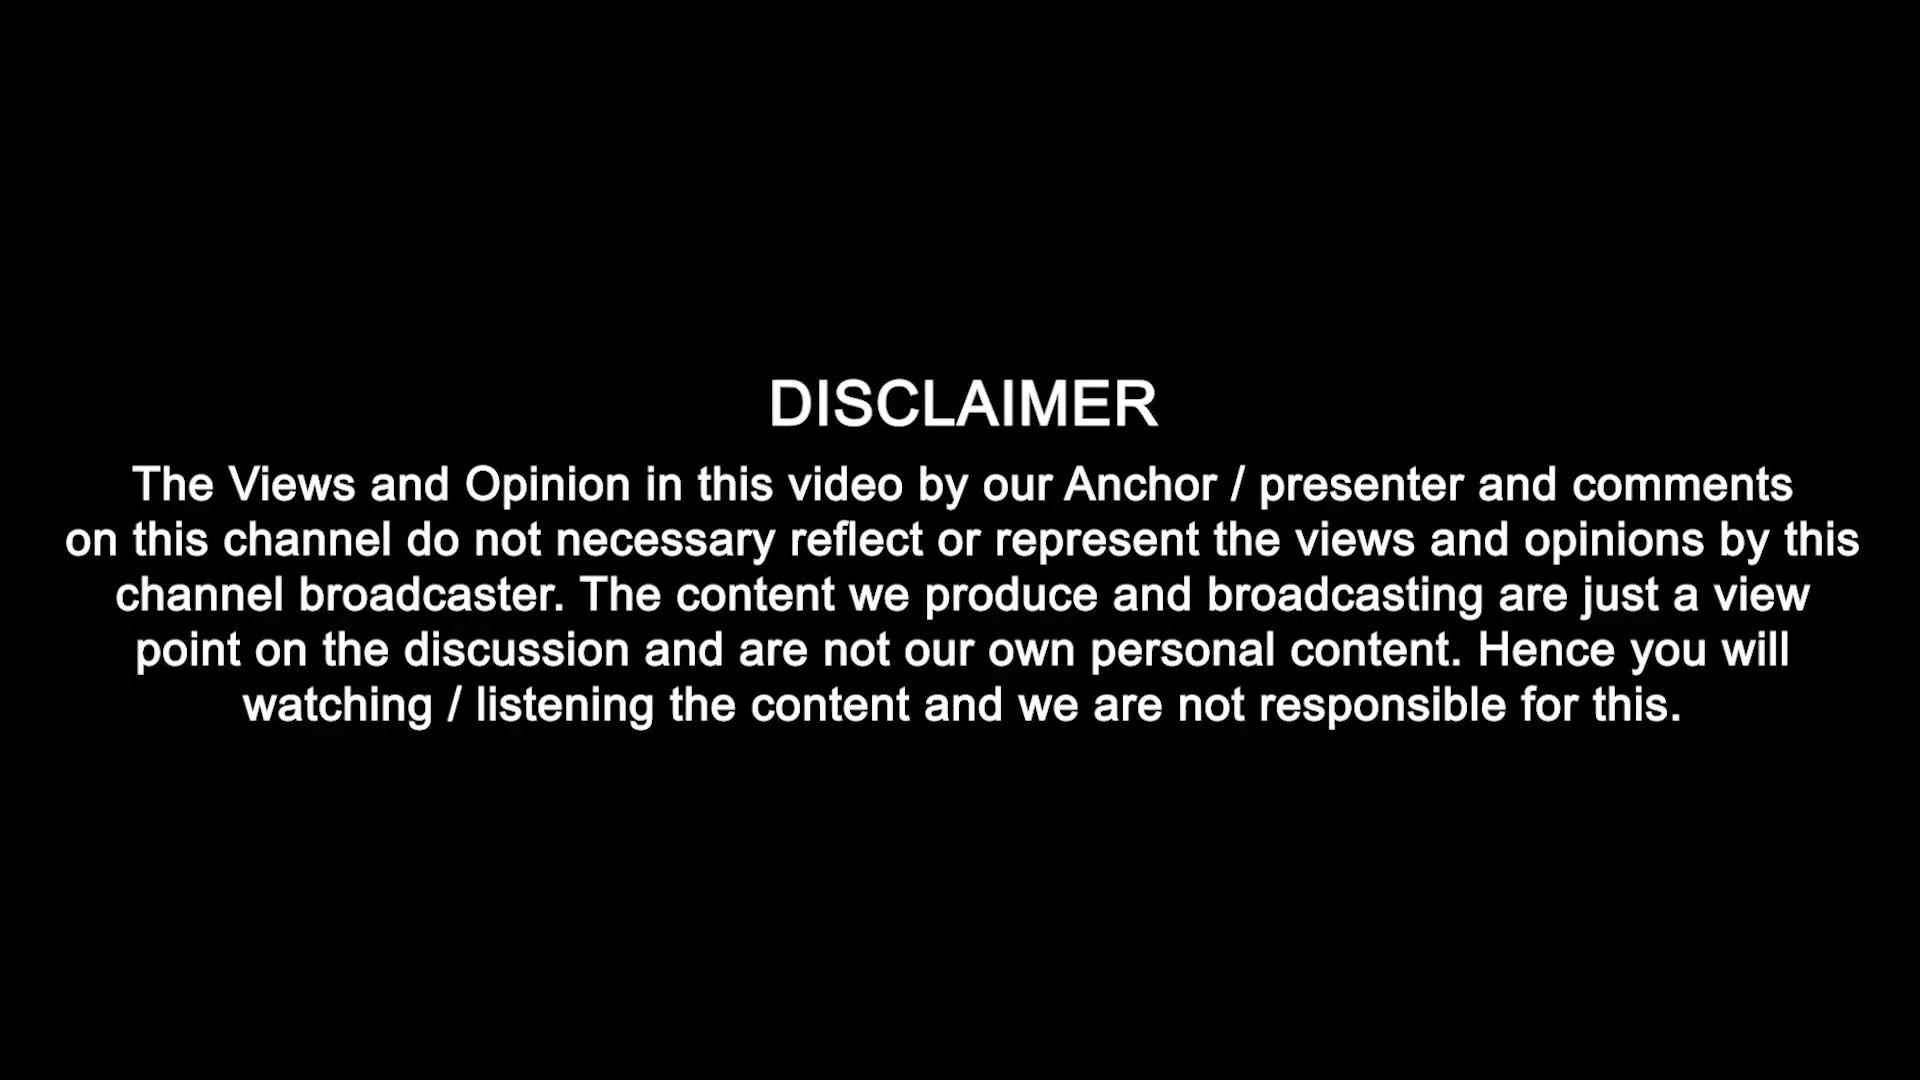 DISCLAIMER
The Views and Opinion in this video by our Anchor / presenter and comments
on this channel do not necessary reflect or represent the views and opinions by this
channel broadcaster. The content we produce and broadcasting are just a view
point on the discussion and are not our own personal content. Hence you will
watching / listening the content and we are not responsible for this.